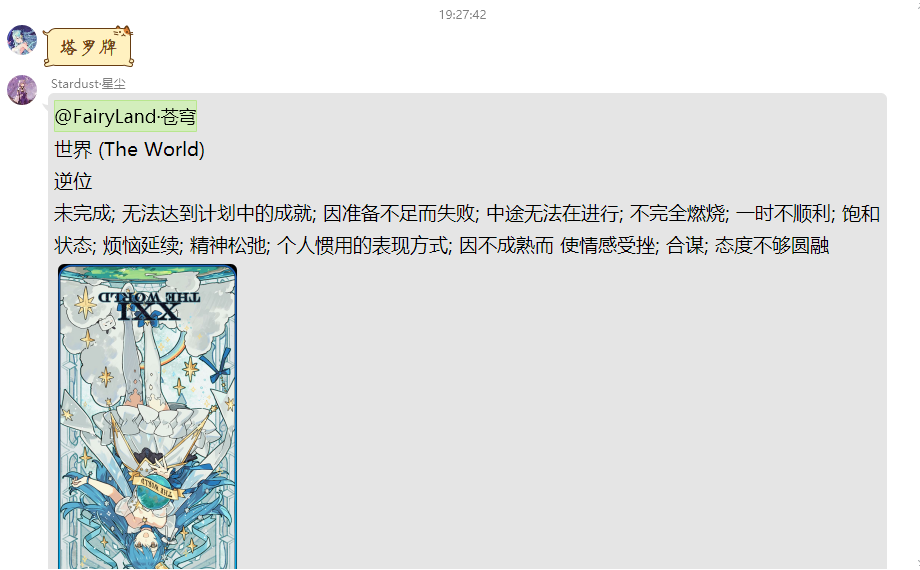 19:27:42
塔罗牌
Stardust·星尘
@FairyLand·苍穹
世界 (The World)
逆位
未完成; 无法达到计划中的成就; 因准备不足而失败; 中途无法在进行; 不完全燃烧; 一时不顺利; 饱和
状态; 烦恼延续; 精神松弛; 个人惯用的表现方式; 因不成熟而 使情感受挫; 合谋; 态度不够圆融
THE WORLD
XXI
THE WORLD